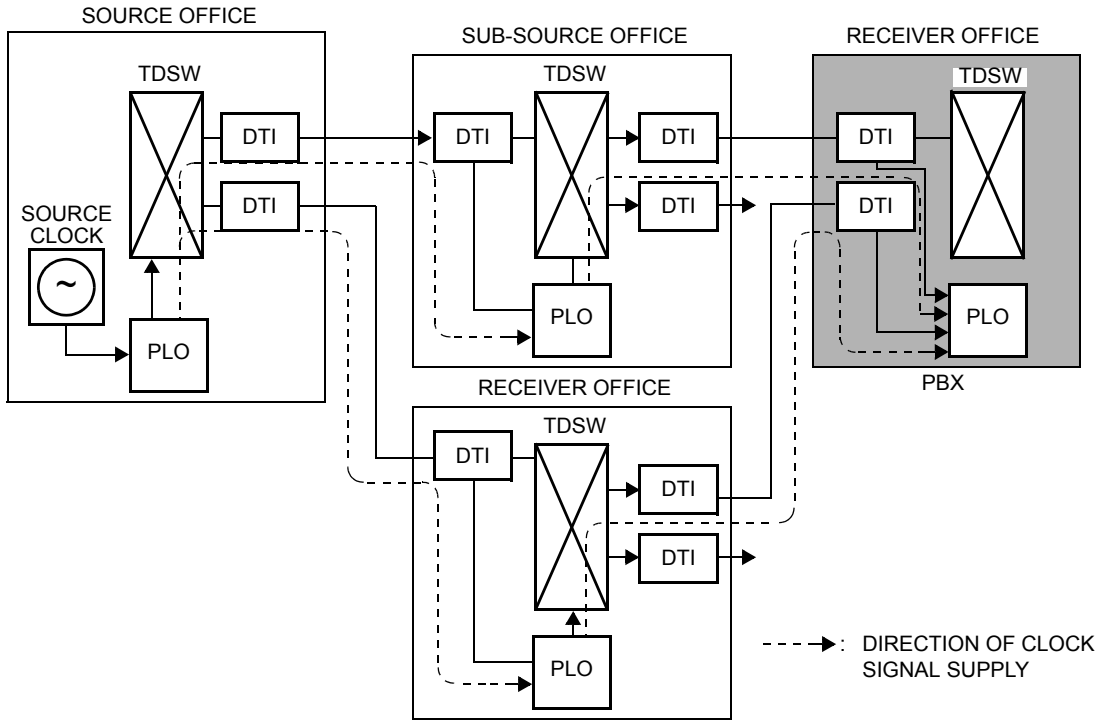 SOURCE OFFICE
TDSW
DTI
DTI
SOURCE
CLOCK
~
PLO
SUB-SOURCE OFFICE
TDSW
DTI
DTI
DTI
PLO
RECEIVER OFFICE
TDSW
DTI
DTI
PLO
PBX
RECEIVER OFFICE
TDSW
DTI
DTI
DTI
PLO
: DIRECTION OF CLOCK
SIGNAL SUPPLY